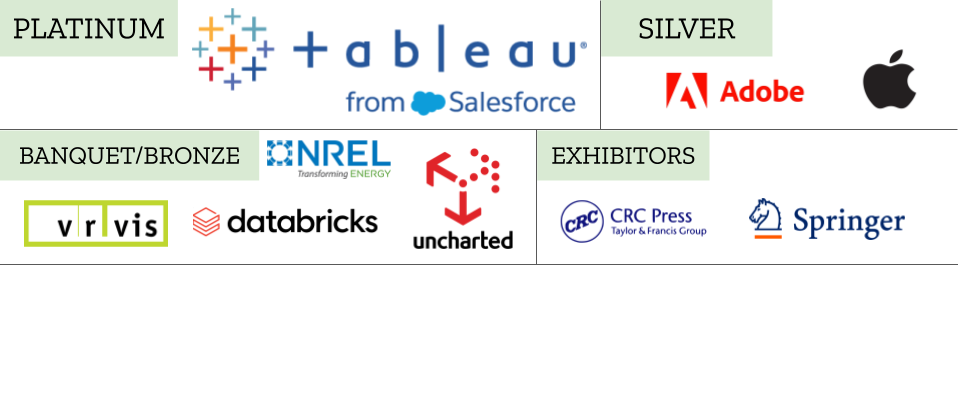 PLATINUM
+ a b | e a u®
from Salesforce
SILVER
Adobe
BANQUET/BRONZE
NREL
Transforming ENERGY
vrvis
databricks
uncharted
EXHIBITORS
CRC
CRC Press
Taylor & Francis Group
Springer